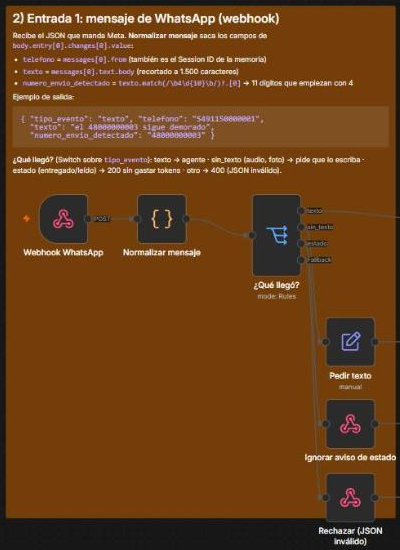 2) Entrada 1: mensaje de WhatsApp (webhook)
Recibe el JSON que manda Meta. Normalizar mensaje saca los campos de
body.entry[0].changes[0].value:
• telefono = messages[0].from (también es el Session ID de la memoria)
• texto = messages[0].text.body (recortado a 1.500 caracteres)
• numero_envio_detectado = texto.match(/\b4\d{10}\b/)?.[0] → 11 dígitos que empiezan con 4
Ejemplo de salida:
{ "tipo_evento": "texto", "telefono": "5491150000001",
"texto": "el 48000000003 sigue demorado",
"numero_envio_detectado": "48000000003" }
¿Qué llegó? (Switch sobre tipo_evento): texto → agente · sin_texto (audio, foto) → pide que lo escriba ·
estado (entregado/leído) → 200 sin gastar tokens · otro → 400 (JSON inválido).
POST
texto
sin_texto
estado
Fallback
Webhook WhatsApp
Normalizar mensaje
¿Qué llegó?
mode: Rules
Pedir texto
manual
Ignorar aviso de estado
Rechazar (JSON
inválido)